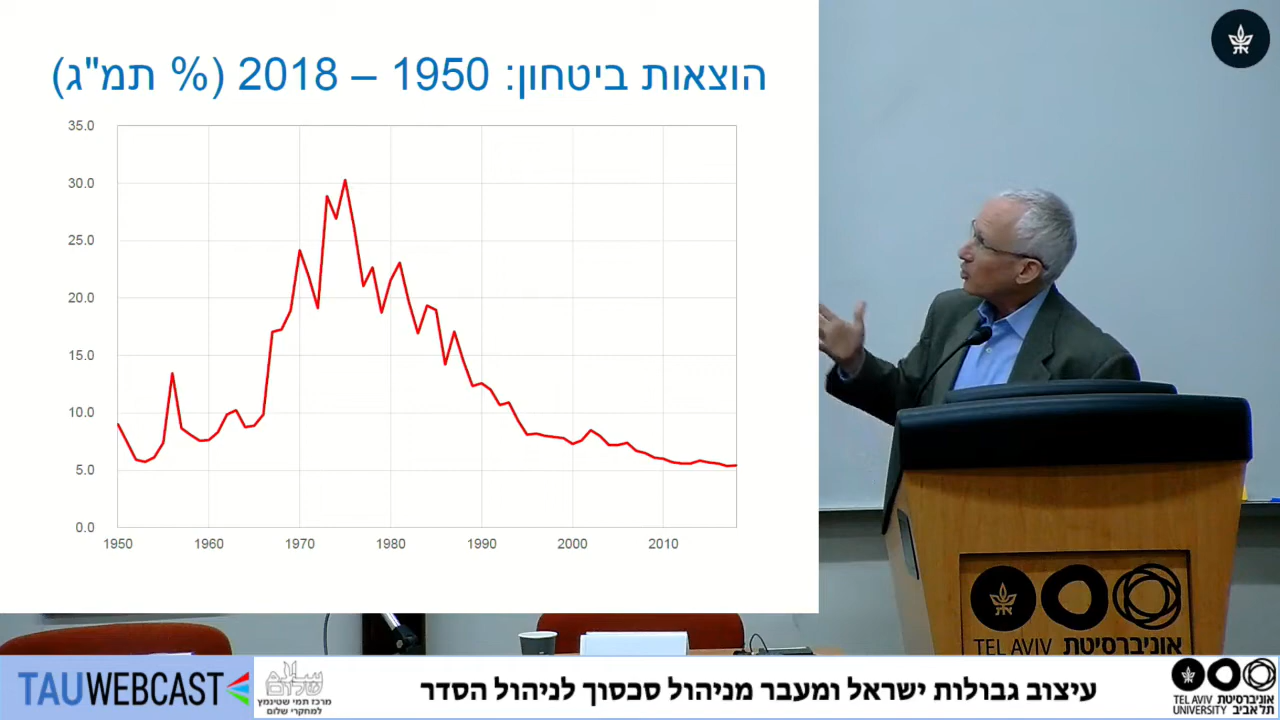 הוצאות ביטחון: 1950 – 2018 (% תמ"ג)
35.0
30.0
25.0
20.0
15.0
10.0
5.0
0.0
1950 1960 1970 1980 1990 2000 2010
TEL AVIV אוניברסיטת
TAUWEBCAST
מרכז תמי שטינמץ
למחקרי שלום
עיצוב גבולות ישראל ומעבר מניהול סכסוך לניהול הסדר
TEL AVIV אוניברסיטת
UNIVERSITY תל אביב